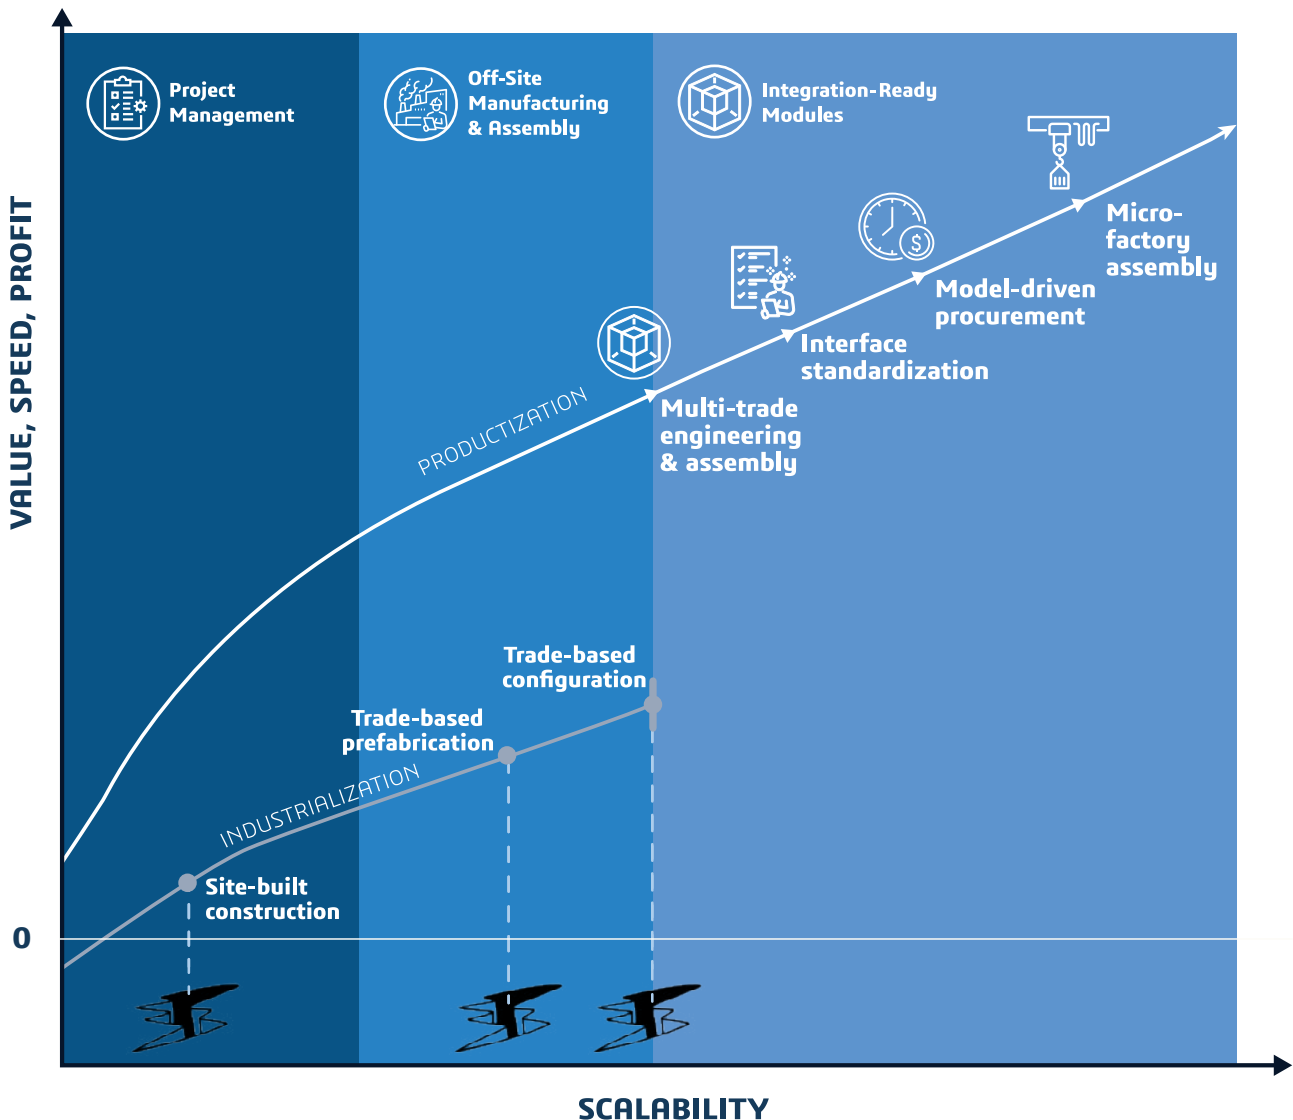 Project
Management
Off-Site
Manufacturing
& Assembly
Integration-Ready
Modules
VALUE, SPEED, PROFIT
Micro-
factory
assembly
Model-driven
procurement
Interface
standardization
PRODUCTIZATION
Multi-trade
engineering
& assembly
$
Trade-based
configuration
Trade-based
prefabrication
INDUSTRIALIZATION
Site-built
construction
0
SCALABILITY